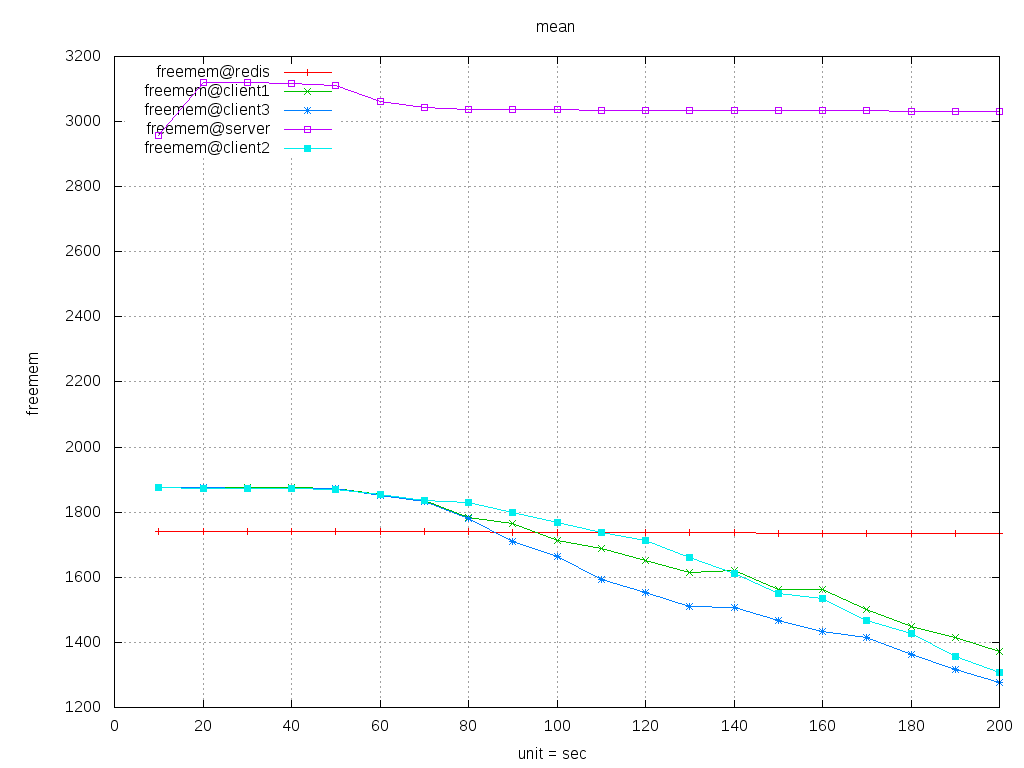 mean
3200
3000
2800
2600
2400
2200
2000
1800
1600
1400
1200
freemem
freemem@redis
freemem@client1
freemem@client3
freemem@server
freemem@client2
0 20 40 60 80 100 120 140 160 180 200
unit = sec